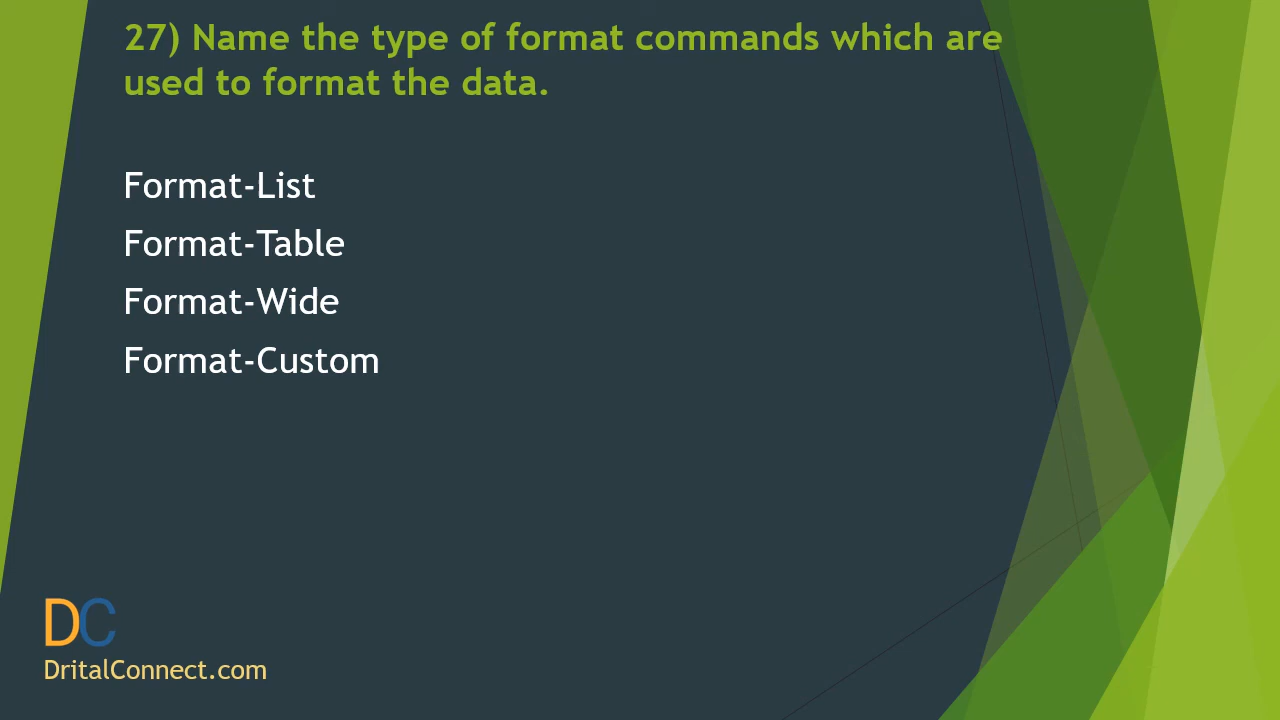 27) Name the type of format commands which are
used to format the data.
Format-List
Format-Table
Format-Wide
Format-Custom
DC
DritalConnect.com